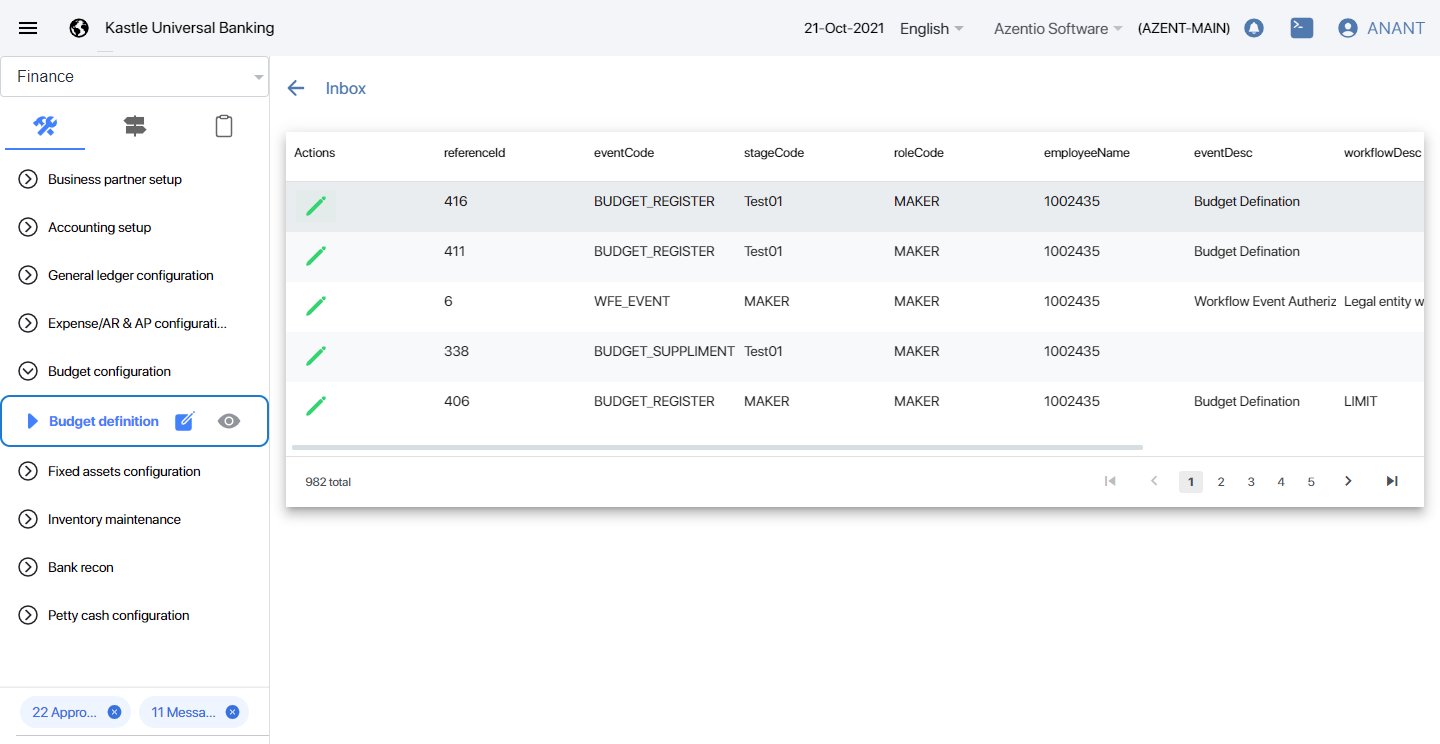 Kastle Universal Banking
21-Oct-2021 English Azentio Software (AZENT-MAIN) ANANT
Finance
Business partner setup
Accounting setup
General ledger configuration
Expense/AR & AP configurati...
Budget configuration
Budget definition
Fixed assets configuration
Inventory maintenance
Bank recon
Petty cash configuration
22 Appro...
11 Messa...
Inbox
Actions referenceId eventCode stageCode roleCode employeeName eventDesc workflowDesc
416 BUDGET_REGISTER Test01 MAKER 1002435 Budget Defination
411 BUDGET_REGISTER Test01 MAKER 1002435 Budget Defination
6 WFE_EVENT MAKER MAKER 1002435 Workflow Event Autheriz Legal entity w
338 BUDGET_SUPPLIMENT Test01 MAKER 1002435
406 BUDGET_REGISTER MAKER MAKER 1002435 Budget Defination LIMIT
982 total 1 2 3 4 5